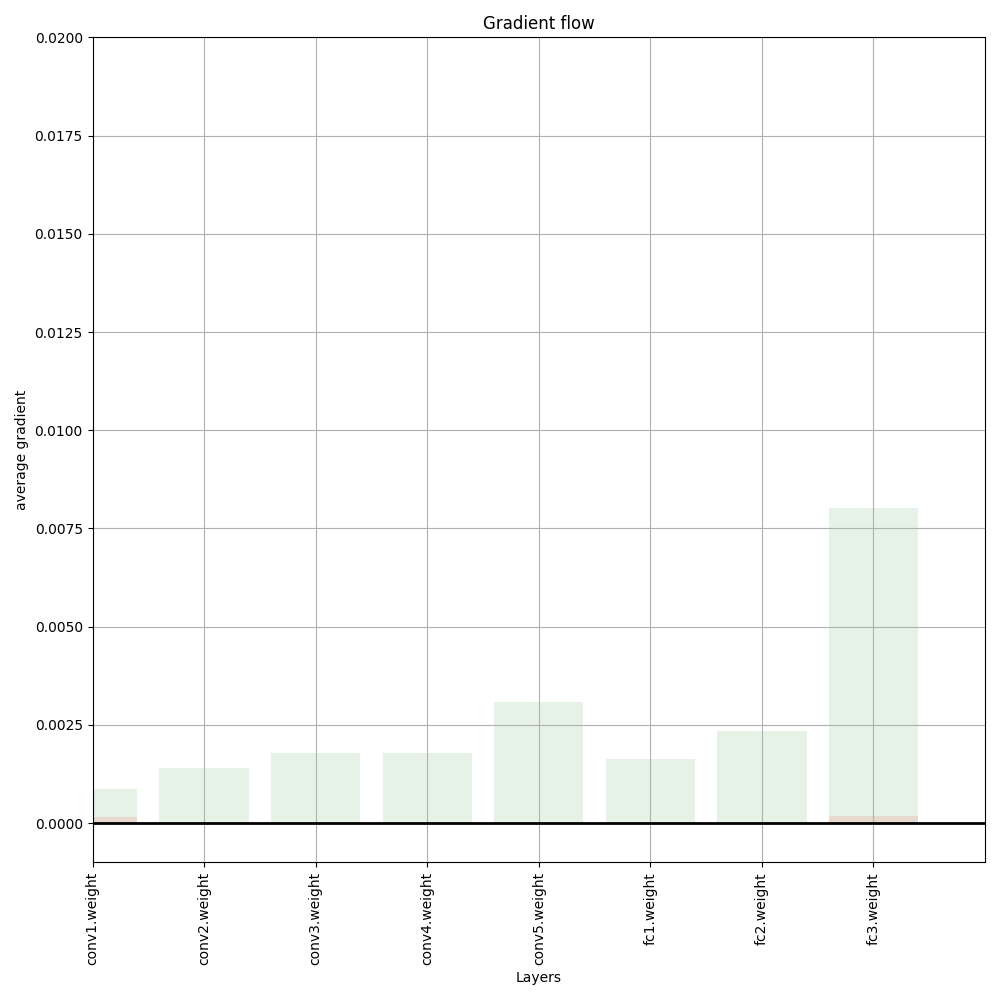 Gradient flow
0.0200
0.0175
0.0150
0.0125
0.0100
0.0075
0.0050
0.0025
0.0000
average gradient
conv1.weight
conv2.weight
conv3.weight
conv4.weight
conv5.weight
fc1.weight
fc2.weight
fc3.weight
Layers